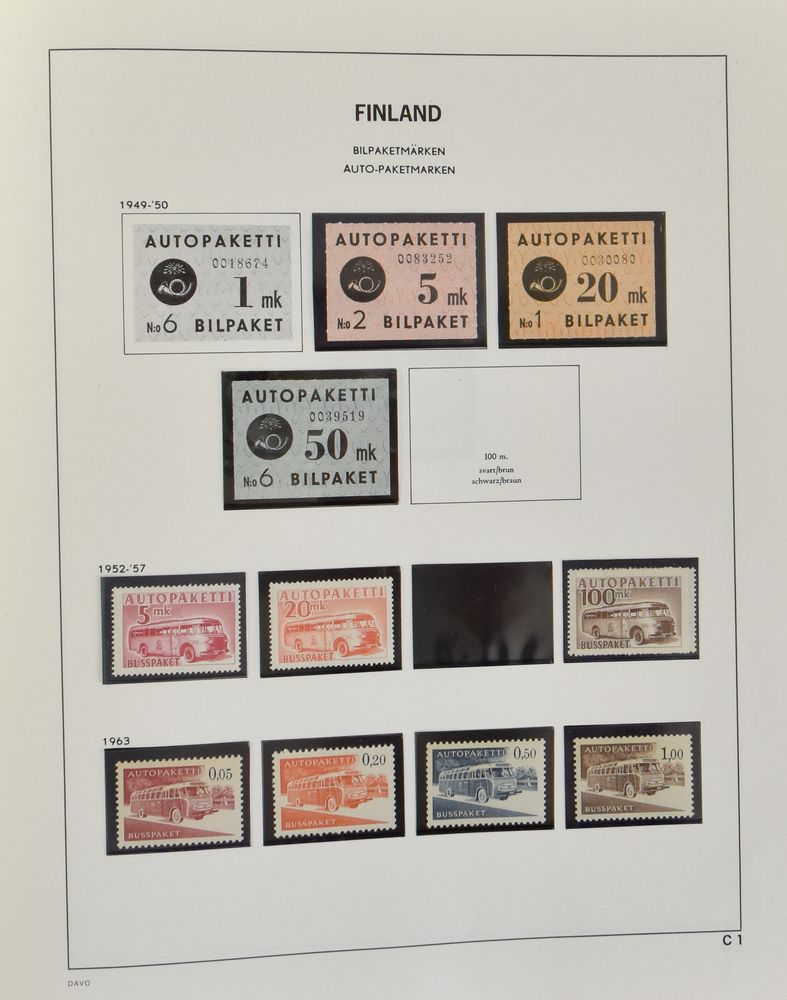 FINLAND
BILPAKETMÄRKEN
AUTO-PAKETMARKEN
1949-'50
AUTOPAKETTI
0018674
1 mk
N:o 6 BILPAKET
AUTOPAKETTI
0083252
5 mk
N:o 2 BILPAKET
AUTOPAKETTI
0030080
20 mk
N:o 1 BILPAKET
AUTOPAKETTI
0039519
50 mk
N:o 6 BILPAKET
100 m.
svart/brun
schwarz/braun
1952-'57
AUTOPAKETTI
5 mk
BUSSPAKET
AUTOPAKETTI
20 mk
BUSSPAKET
AUTOPAKETTI
100 mk
BUSSPAKET
1963
AUTOPAKETTI 0,05
BUSSPAKET
AUTOPAKETTI 0,20
BUSSPAKET
AUTOPAKETTI 0,50
BUSSPAKET
AUTOPAKETTI 1,00
BUSSPAKET
C 1
DAVO